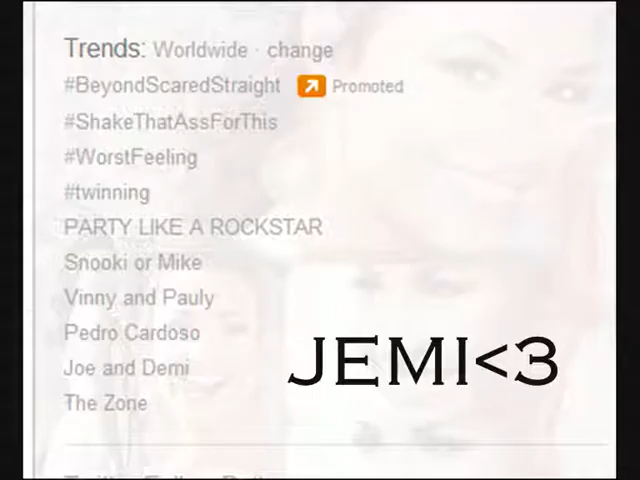 Trends: Worldwide · change
#BeyondScaredStraight Promoted
#ShakeThatAssForThis
#WorstFeeling
#twinning
PARTY LIKE A ROCKSTAR
Snooki or Mike
Vinny and Pauly
Pedro Cardoso
Joe and Demi
The Zone
JEMI<3